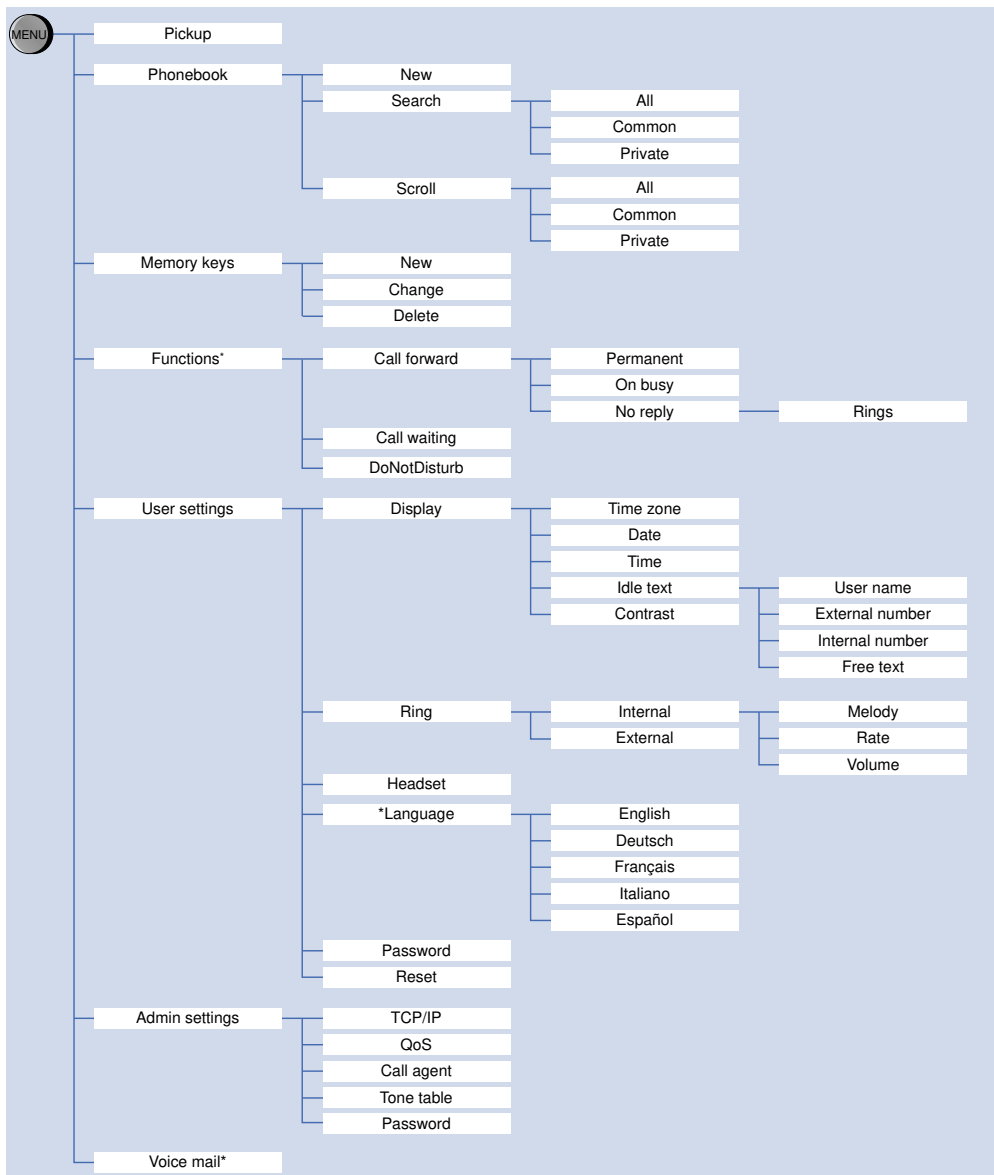 MENU
Pickup
Phonebook
New
Search
All
Common
Private
Scroll
All
Common
Private
Memory keys
New
Change
Delete
Functions*
Call forward
Permanent
On busy
No reply
Rings
Call waiting
DoNotDisturb
User settings
Display
Time zone
Date
Time
Idle text
User name
External number
Internal number
Free text
Contrast
Ring
Internal
Melody
Rate
Volume
External
Headset
*Language
English
Deutsch
Français
Italiano
Español
Password
Reset
Admin settings
TCP/IP
QoS
Call agent
Tone table
Password
Voice mail*